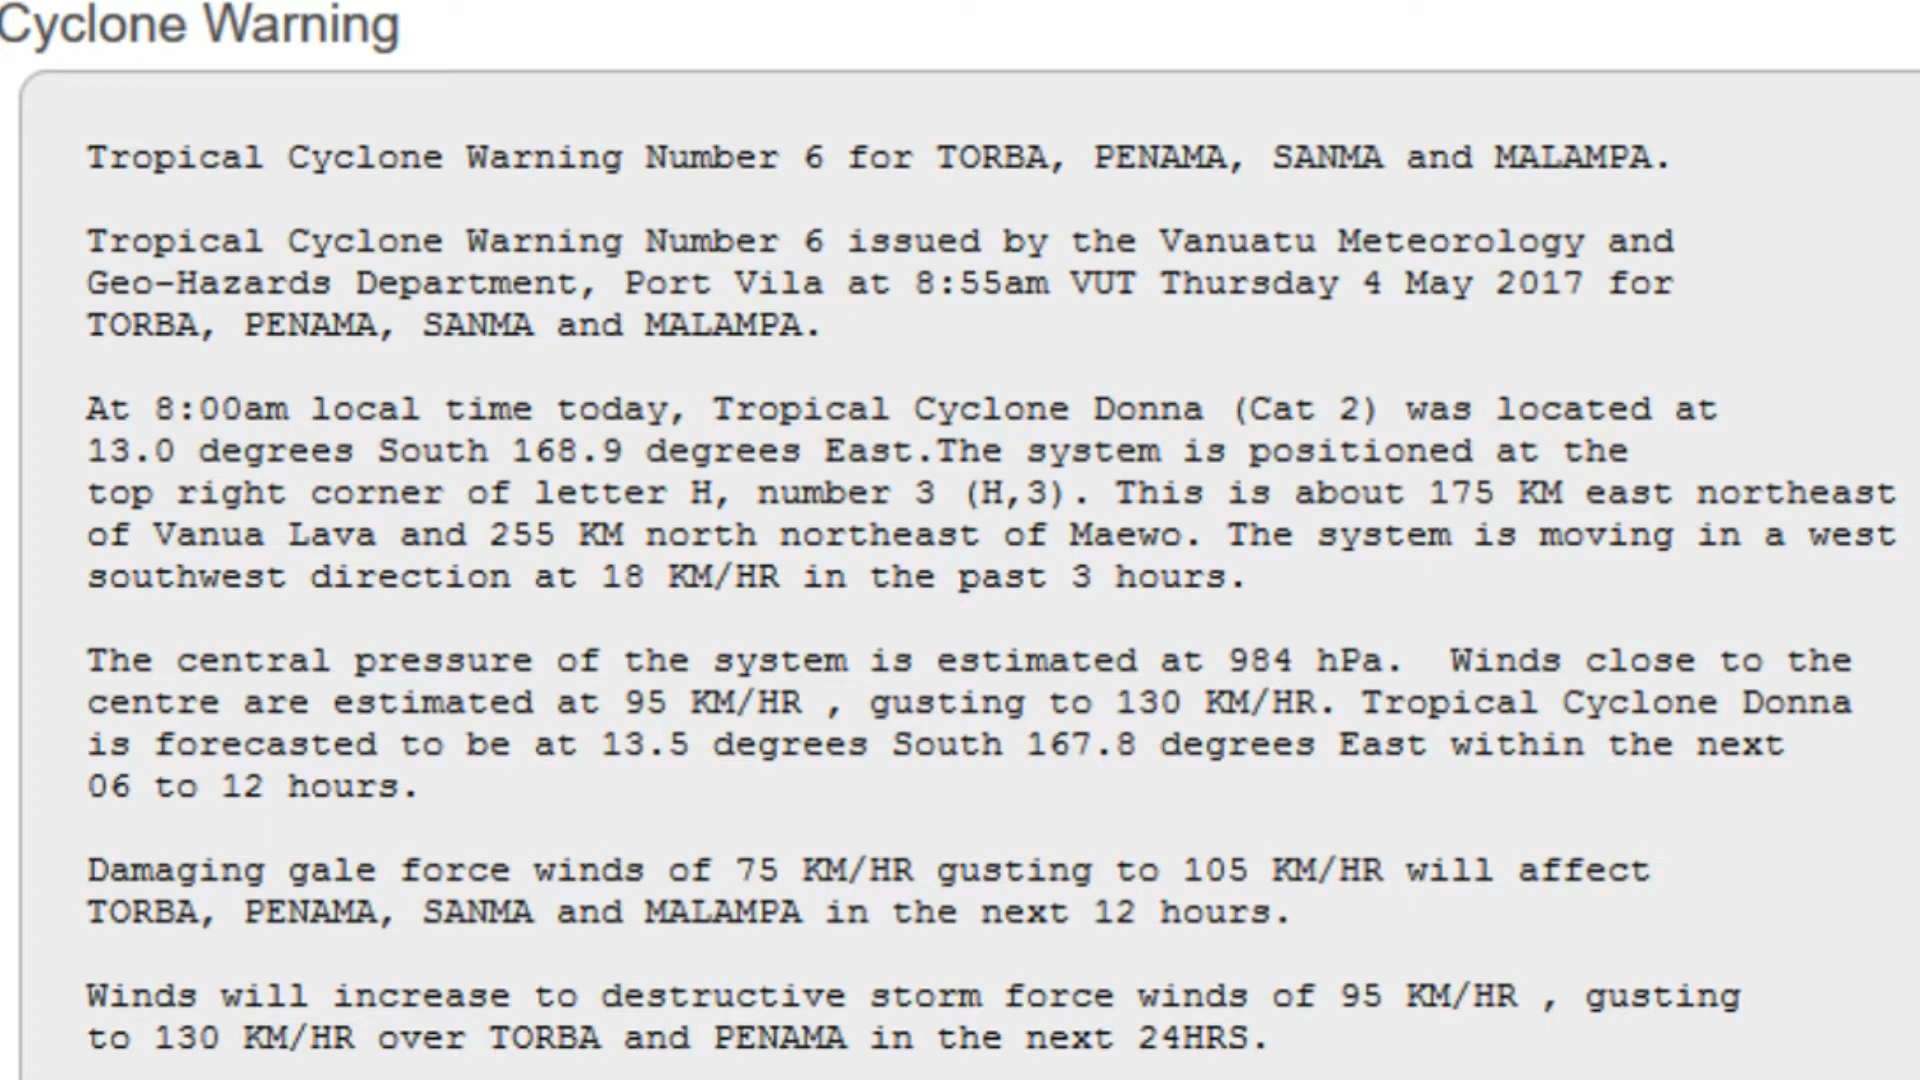 Cyclone Warning
Tropical Cyclone Warning Number 6 for TORBA, PENAMA, SANMA and MALAMPA.
Tropical Cyclone Warning Number 6 issued by the Vanuatu Meteorology and
Geo-Hazards Department, Port Vila at 8:55am VUT Thursday 4 May 2017 for
TORBA, PENAMA, SANMA and MALAMPA.
At 8:00am local time today, Tropical Cyclone Donna (Cat 2) was located at
13.0 degrees South 168.9 degrees East.The system is positioned at the
top right corner of letter H, number 3 (H,3). This is about 175 KM east northeast
of Vanua Lava and 255 KM north northeast of Maewo. The system is moving in a west
southwest direction at 18 KM/HR in the past 3 hours.
The central pressure of the system is estimated at 984 hPa.  Winds close to the
centre are estimated at 95 KM/HR , gusting to 130 KM/HR. Tropical Cyclone Donna
is forecasted to be at 13.5 degrees South 167.8 degrees East within the next
06 to 12 hours.
Damaging gale force winds of 75 KM/HR gusting to 105 KM/HR will affect
TORBA, PENAMA, SANMA and MALAMPA in the next 12 hours.
Winds will increase to destructive storm force winds of 95 KM/HR , gusting
to 130 KM/HR over TORBA and PENAMA in the next 24HRS.